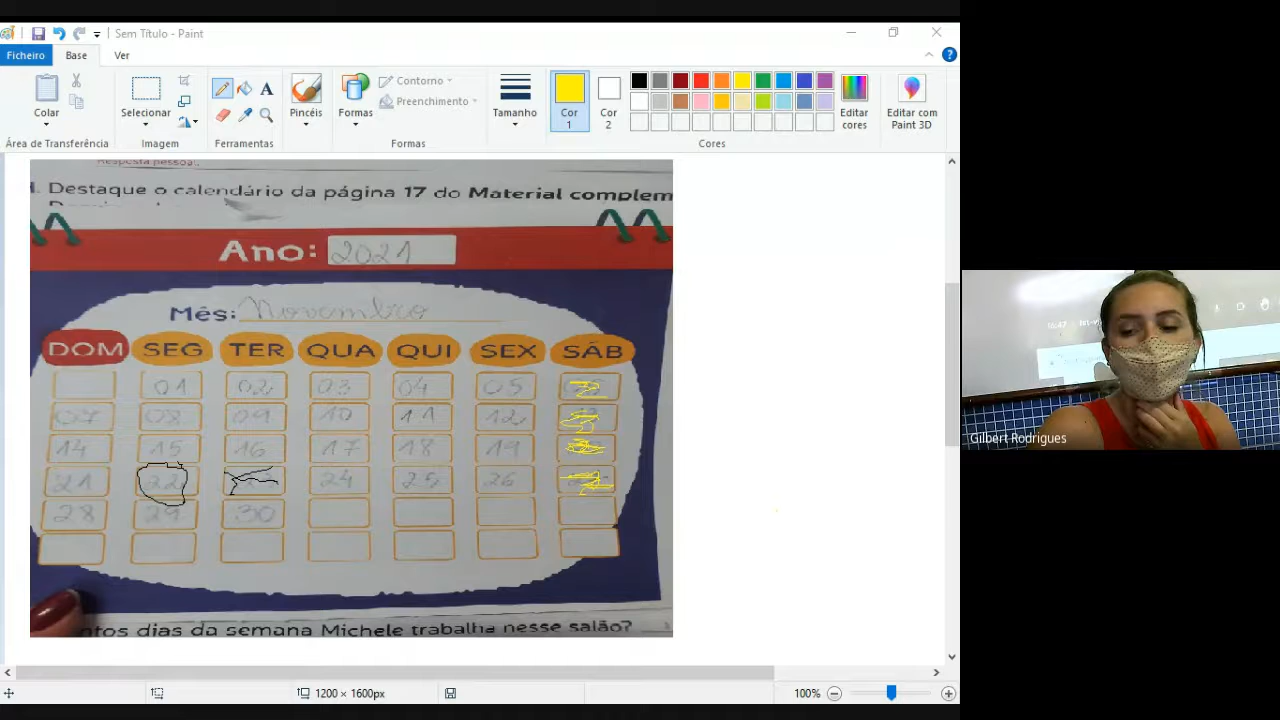 Sem Título - Paint
Ficheiro Base Ver
Colar Selecionar Pincéis Formas Contorno Preenchimento Tamanho Cor 1 Cor 2 Editar cores Editar com Paint 3D
Área de Transferência Imagem Ferramentas Formas Cores
Resposta pessoal.
Destaque o calendário da página 17 do Material complem
Ano: 2021
Mês: Novembro
DOM SEG TER QUA QUI SEX SÁB
01 02 03 04 05
07 08 09 10 11 12
14 15 16 17 18 19
21 22 24 25 26
28 29 30
ntos dias da semana Michele trabalha nesse salão?
Gilbert Rodrigues
1200 × 1600px 100%